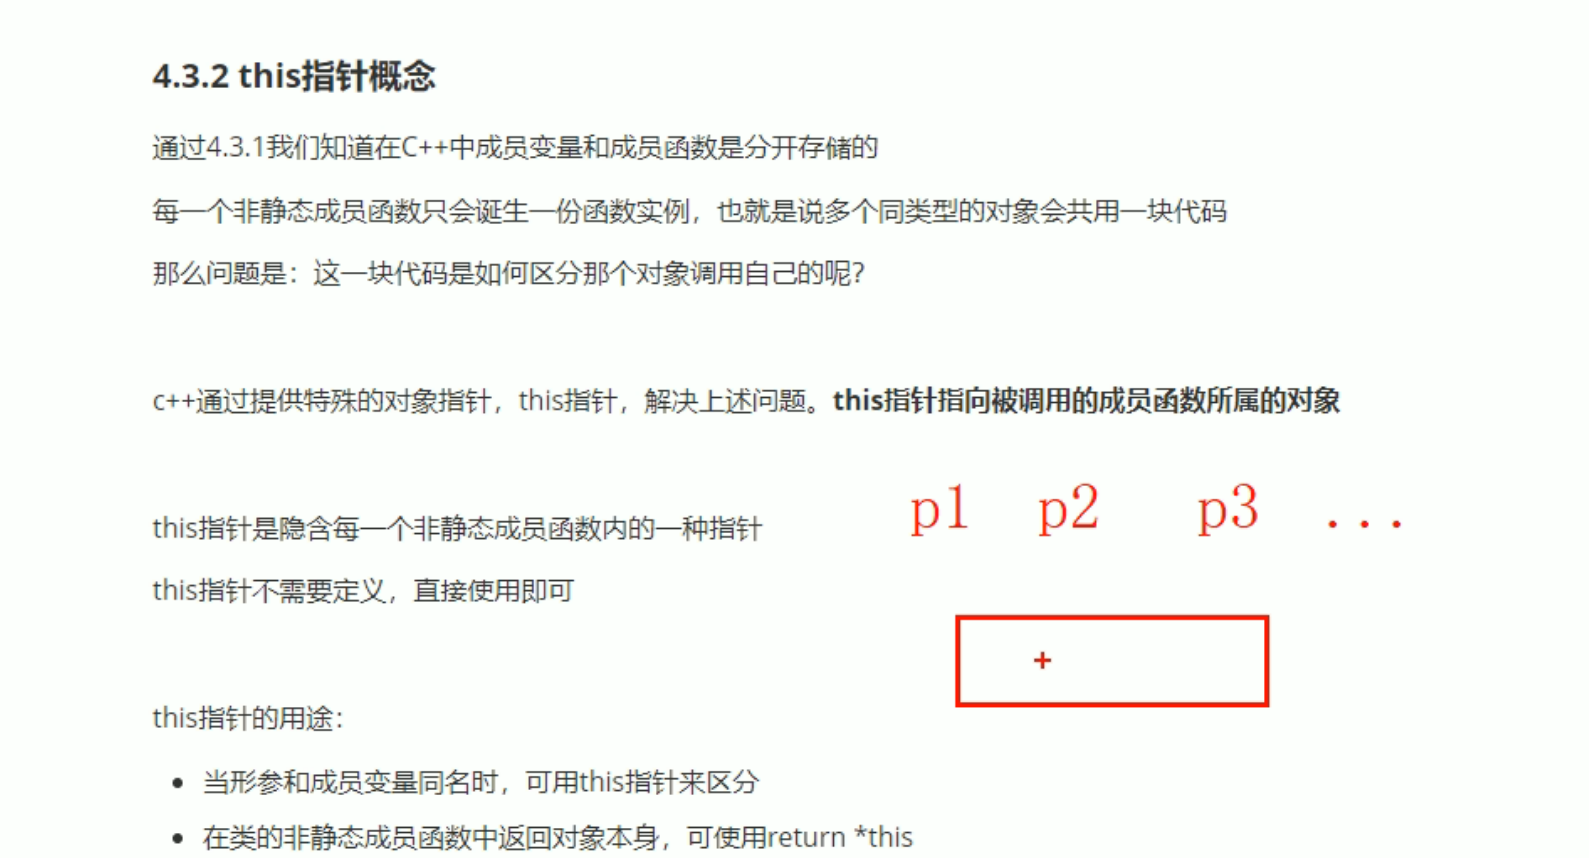 4.3.2 this指针概念
通过4.3.1我们知道在C++中成员变量和成员函数是分开存储的
每一个非静态成员函数只会诞生一份函数实例，也就是说多个同类型的对象会共用一块代码
那么问题是：这一块代码是如何区分那个对象调用自己的呢？
c++通过提供特殊的对象指针，this指针，解决上述问题。this指针指向被调用的成员函数所属的对象
p1 p2 p3 ...
this指针是隐含每一个非静态成员函数内的一种指针
this指针不需要定义，直接使用即可
this指针的用途：
当形参和成员变量同名时，可用this指针来区分
在类的非静态成员函数中返回对象本身，可使用return *this